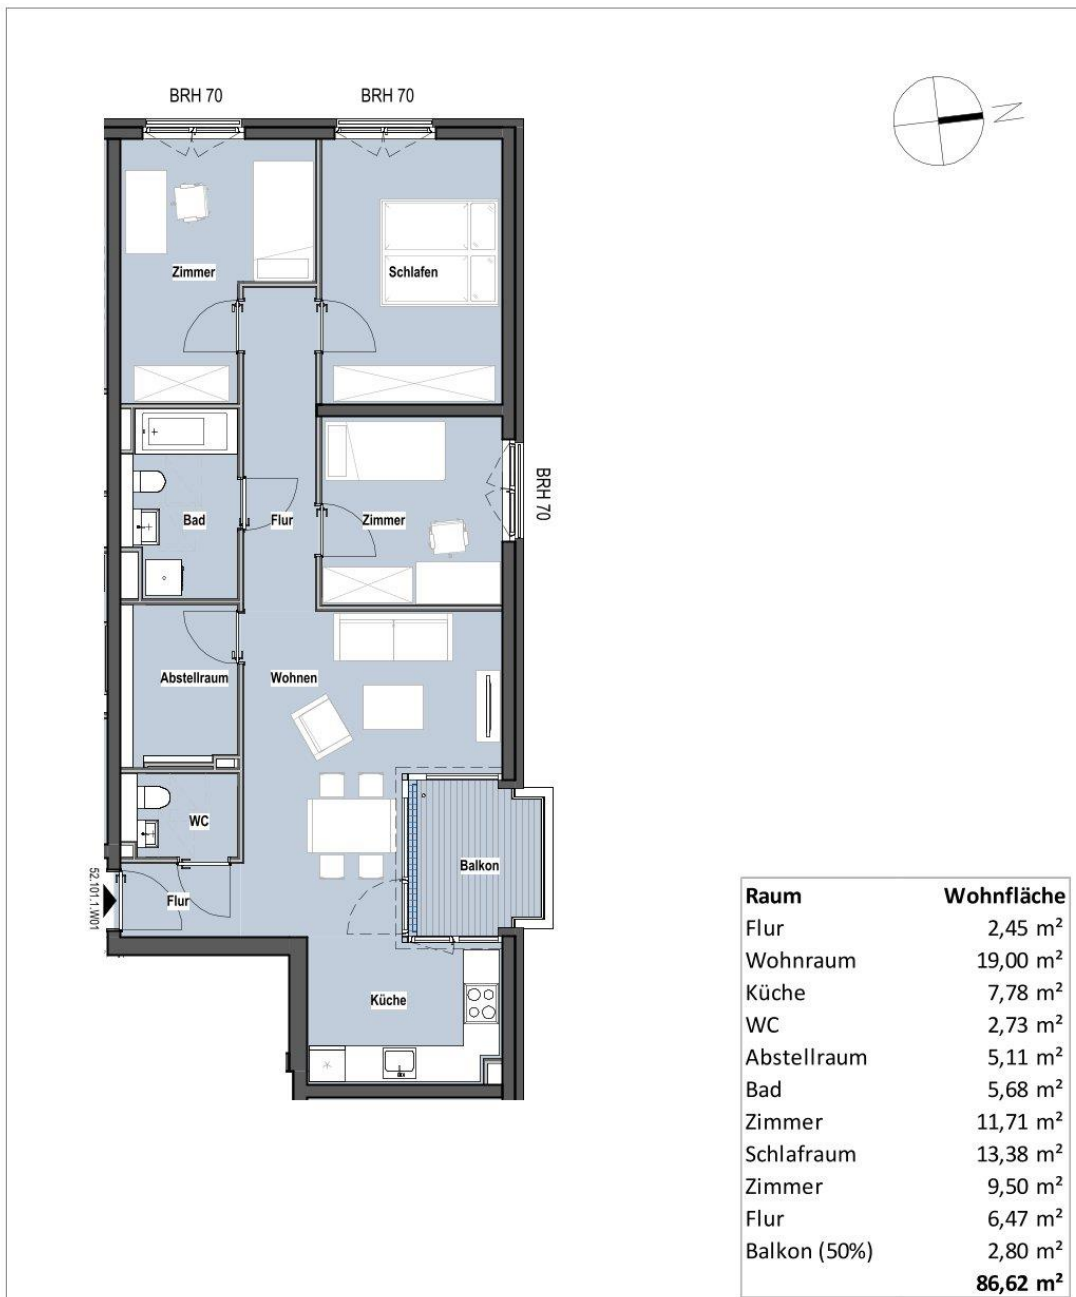 BRH 70
BRH 70
N
Zimmer
Schlafen
BRH 70
Bad
Flur
Zimmer
Abstellraum
Wohnen
WC
Balkon
52.101.1.W01
Flur
Küche
Raum Wohnfläche
Flur 2,45 m²
Wohnraum 19,00 m²
Küche 7,78 m²
WC 2,73 m²
Abstellraum 5,11 m²
Bad 5,68 m²
Zimmer 11,71 m²
Schlafraum 13,38 m²
Zimmer 9,50 m²
Flur 6,47 m²
Balkon (50%) 2,80 m²
86,62 m²